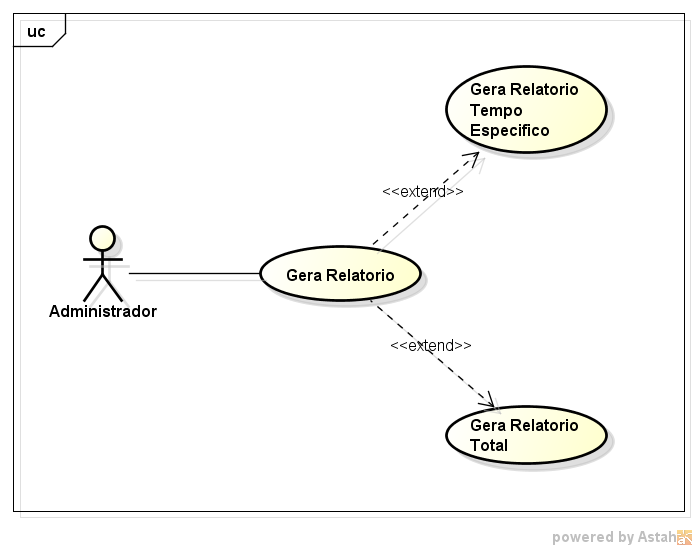 uc
Gera Relatorio
Tempo
Especifico
<<extend>>
Gera Relatorio
Administrador
<<extend>>
Gera Relatorio
Total
powered by Astah